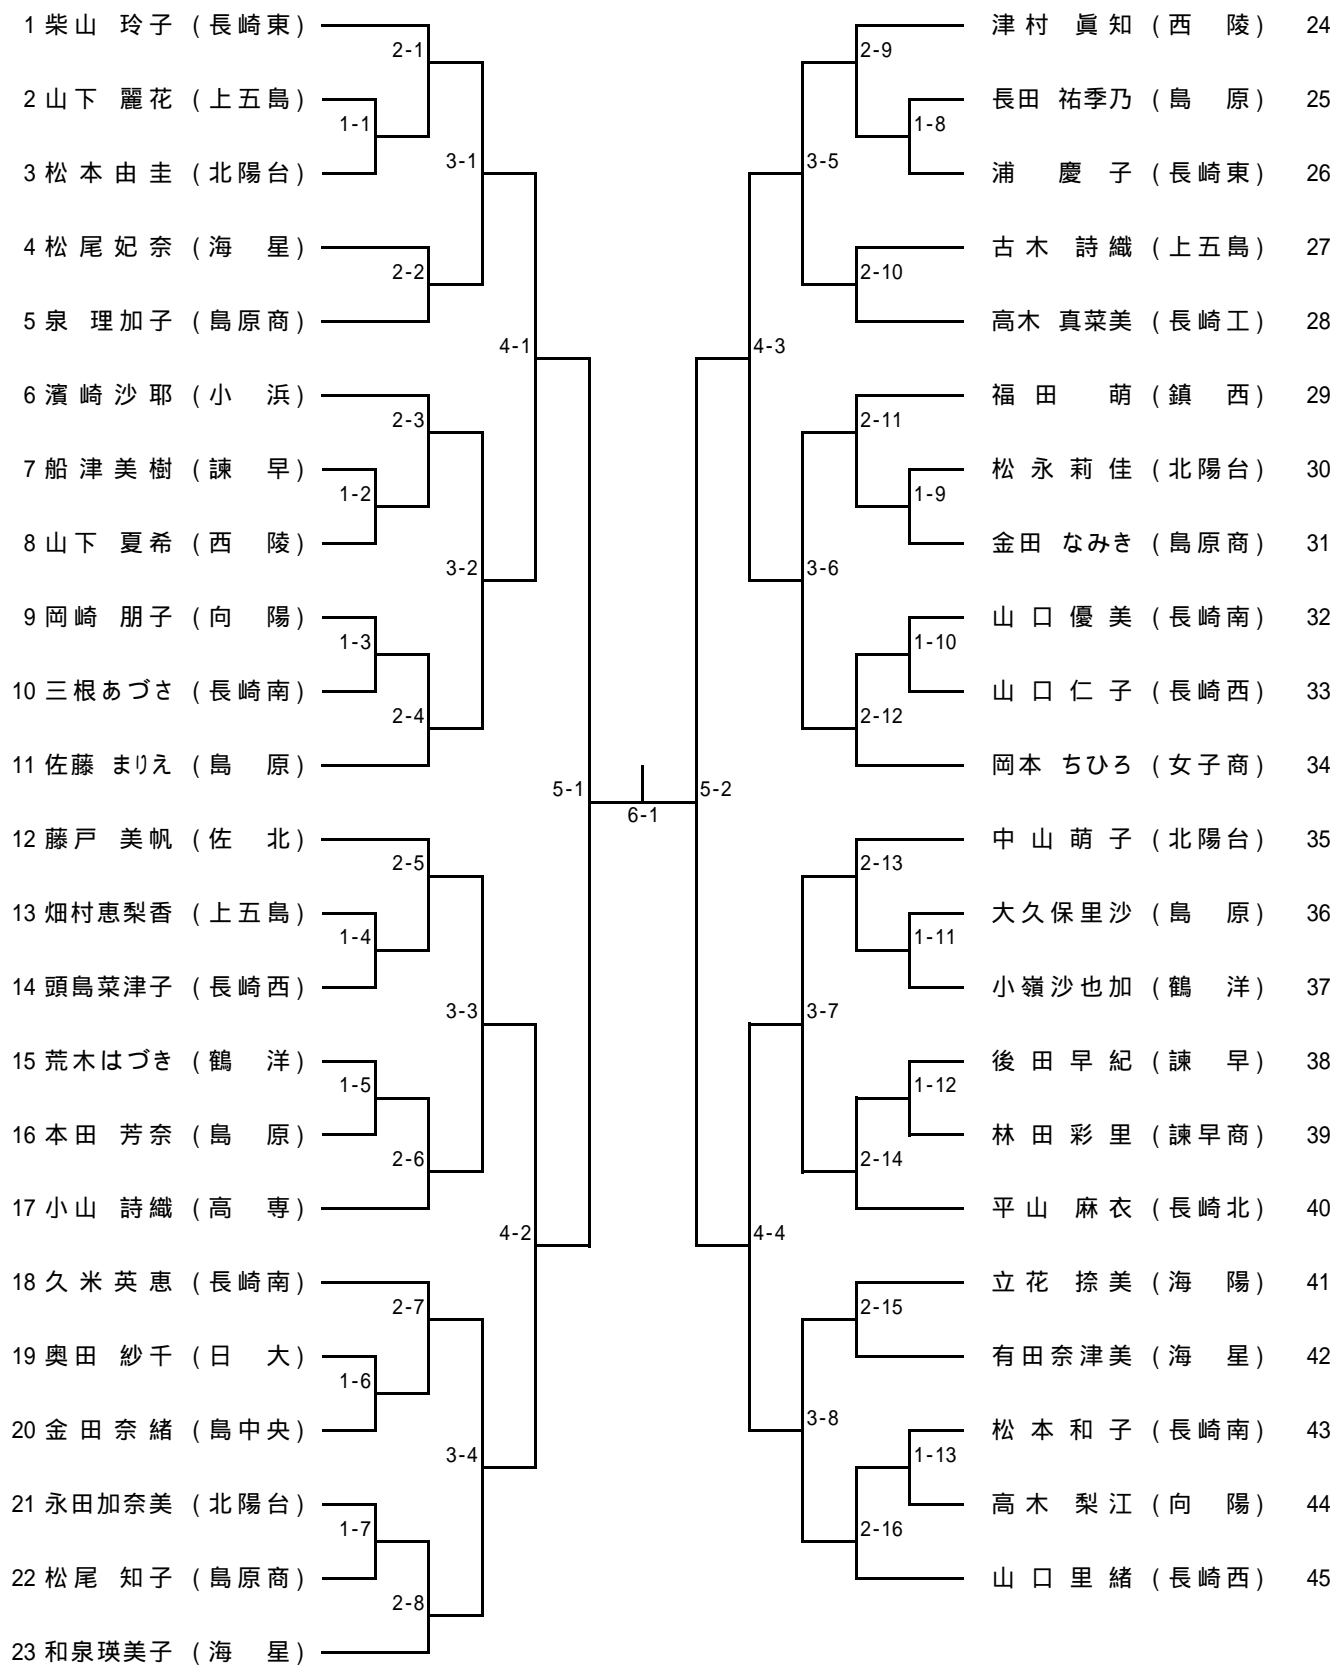 1 柴山 玲子 (長崎東)
2-1
2 山下 麗花 (上五島)
1-1
3 松本由圭 (北陽台)
3-1
4 松尾妃奈 (海 星)
2-2
5 泉 理加子 (島原商)
4-1
6 濱崎沙耶 (小 浜)
2-3
7 船津美樹 (諫 早)
1-2
8 山下 夏希 (西 陵)
3-2
9 岡崎 朋子 (向 陽)
1-3
10 三根あづさ (長崎南)
2-4
11 佐藤 まりえ (島 原)
5-1
6-1
12 藤戸 美帆 (佐 北)
2-5
13 畑村恵梨香 (上五島)
1-4
14 頭島菜津子 (長崎西)
3-3
15 荒木はづき (鶴 洋)
1-5
16 本田 芳奈 (島 原)
2-6
17 小山 詩織 (高 専)
4-2
18 久米英恵 (長崎南)
2-7
19 奥田 紗千 (日 大)
1-6
20 金田奈緒 (島中央)
3-4
21 永田加奈美 (北陽台)
1-7
22 松尾 知子 (島原商)
2-8
23 和泉瑛美子 (海 星)
津村 眞知 (西 陵) 24
2-9
長田 祐季乃 (島 原) 25
1-8
3-5
浦 慶子 (長崎東) 26
古木 詩織 (上五島) 27
2-10
高木 真菜美 (長崎工) 28
4-3
福田 萌 (鎮 西) 29
2-11
松永莉佳 (北陽台) 30
1-9
金田 なみき (島原商) 31
3-6
山口優美 (長崎南) 32
1-10
山口仁子 (長崎西) 33
2-12
岡本 ちひろ (女子商) 34
5-2
中山萌子 (北陽台) 35
2-13
大久保里沙 (島 原) 36
1-11
小嶺沙也加 (鶴 洋) 37
3-7
後田早紀 (諫 早) 38
1-12
林田彩里 (諫早商) 39
2-14
平山 麻衣 (長崎北) 40
4-4
立花 捺美 (海 陽) 41
2-15
有田奈津美 (海 星) 42
3-8
松本和子 (長崎南) 43
1-13
高木 梨江 (向 陽) 44
2-16
山口里緒 (長崎西) 45